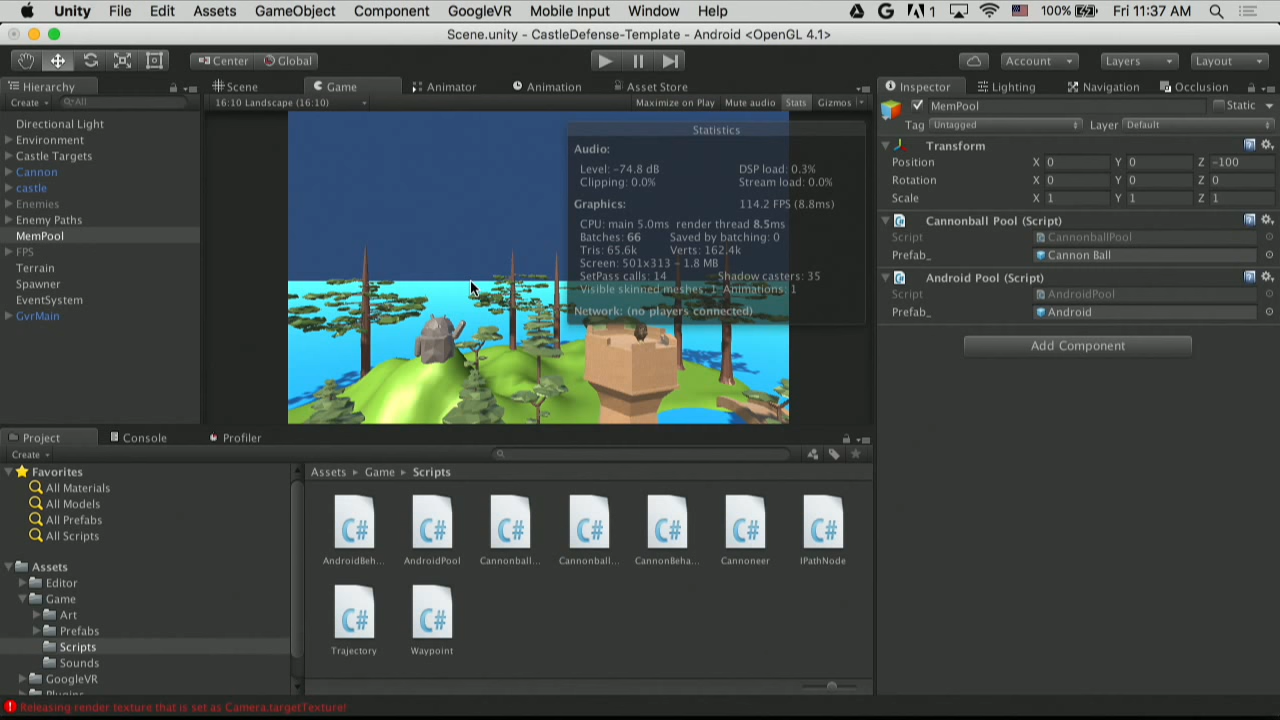 Unity File Edit Assets GameObject Component GoogleVR Mobile Input Window Help 1 100% Fri 11:37 AM
Scene.unity - CastleDefense-Template - Android <OpenGL 4.1>
Center Global Account Layers Layout
Hierarchy Scene Game Animator Animation Asset Store Inspector Lighting Navigation Occlusion
Create All 16:10 Landscape (16:10) Maximize on Play Mute audio Stats Gizmos MemPool Static
Tag Untagged Layer Default
Directional Light
Environment
Castle Targets
Cannon
castle
Enemies
Enemy Paths
MemPool
FPS
Terrain
Spawner
EventSystem
GvrMain
Statistics
Audio:
Level: -74.8 dB DSP load: 0.3%
Clipping: 0.0% Stream load: 0.0%
Graphics: 114.2 FPS (8.8ms)
CPU: main 5.0ms render thread 8.5ms
Batches: 66 Saved by batching: 0
Tris: 65.6k Verts: 162.4k
Screen: 501x313 - 1.8 MB
SetPass calls: 14 Shadow casters: 35
Visible skinned meshes: 1 Animations: 1
Network: (no players connected)
Transform
Position X 0 Y 0 Z -100
Rotation X 0 Y 0 Z 0
Scale X 1 Y 1 Z 1
Cannonball Pool (Script)
Script CannonballPool
Prefab_ Cannon Ball
Android Pool (Script)
Script AndroidPool
Prefab_ Android
Add Component
Project Console Profiler
Create
Favorites
All Materials
All Models
All Prefabs
All Scripts
Assets
Editor
Game
Art
Prefabs
Scripts
Sounds
GoogleVR
Plugins
Assets Game Scripts
C# C# C# C# C# C# C#
AndroidBeh... AndroidPool Cannonball... Cannonball... CannonBeha... Cannoneer IPathNode
C# C#
Trajectory Waypoint
Releasing render texture that is set as Camera.targetTexture!